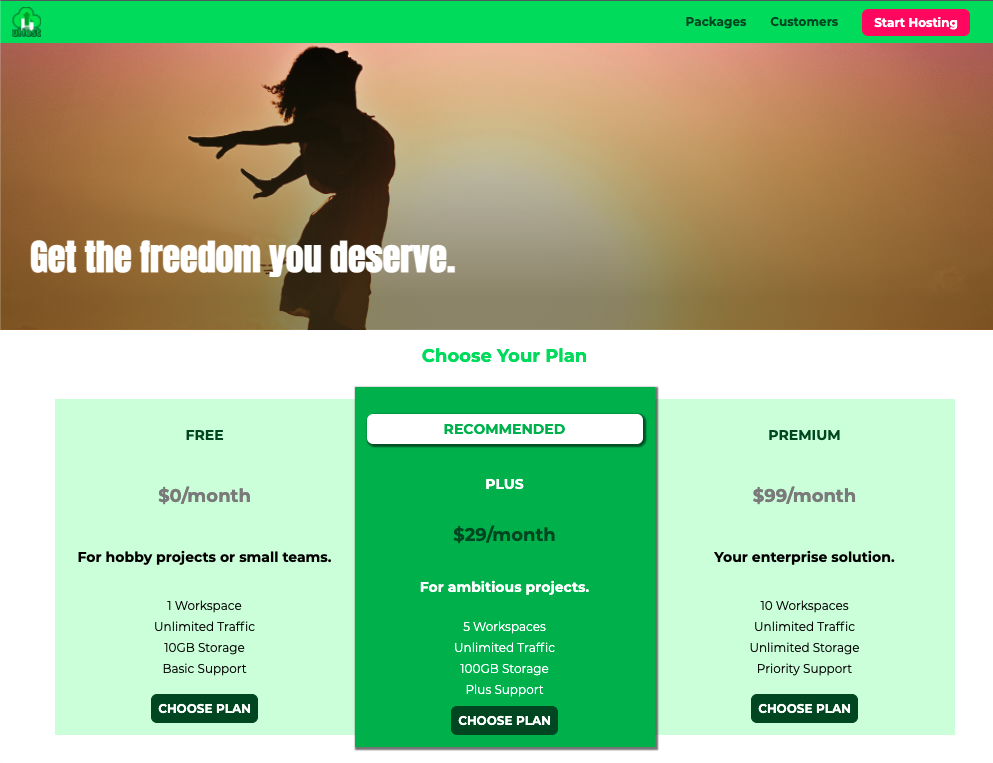 uHost
Packages
Customers
Start Hosting
Get the freedom you deserve.
Choose Your Plan
FREE
$0/month
For hobby projects or small teams.
1 Workspace
Unlimited Traffic
10GB Storage
Basic Support
CHOOSE PLAN
RECOMMENDED
PLUS
$29/month
For ambitious projects.
5 Workspaces
Unlimited Traffic
100GB Storage
Plus Support
CHOOSE PLAN
PREMIUM
$99/month
Your enterprise solution.
10 Workspaces
Unlimited Traffic
Unlimited Storage
Priority Support
CHOOSE PLAN